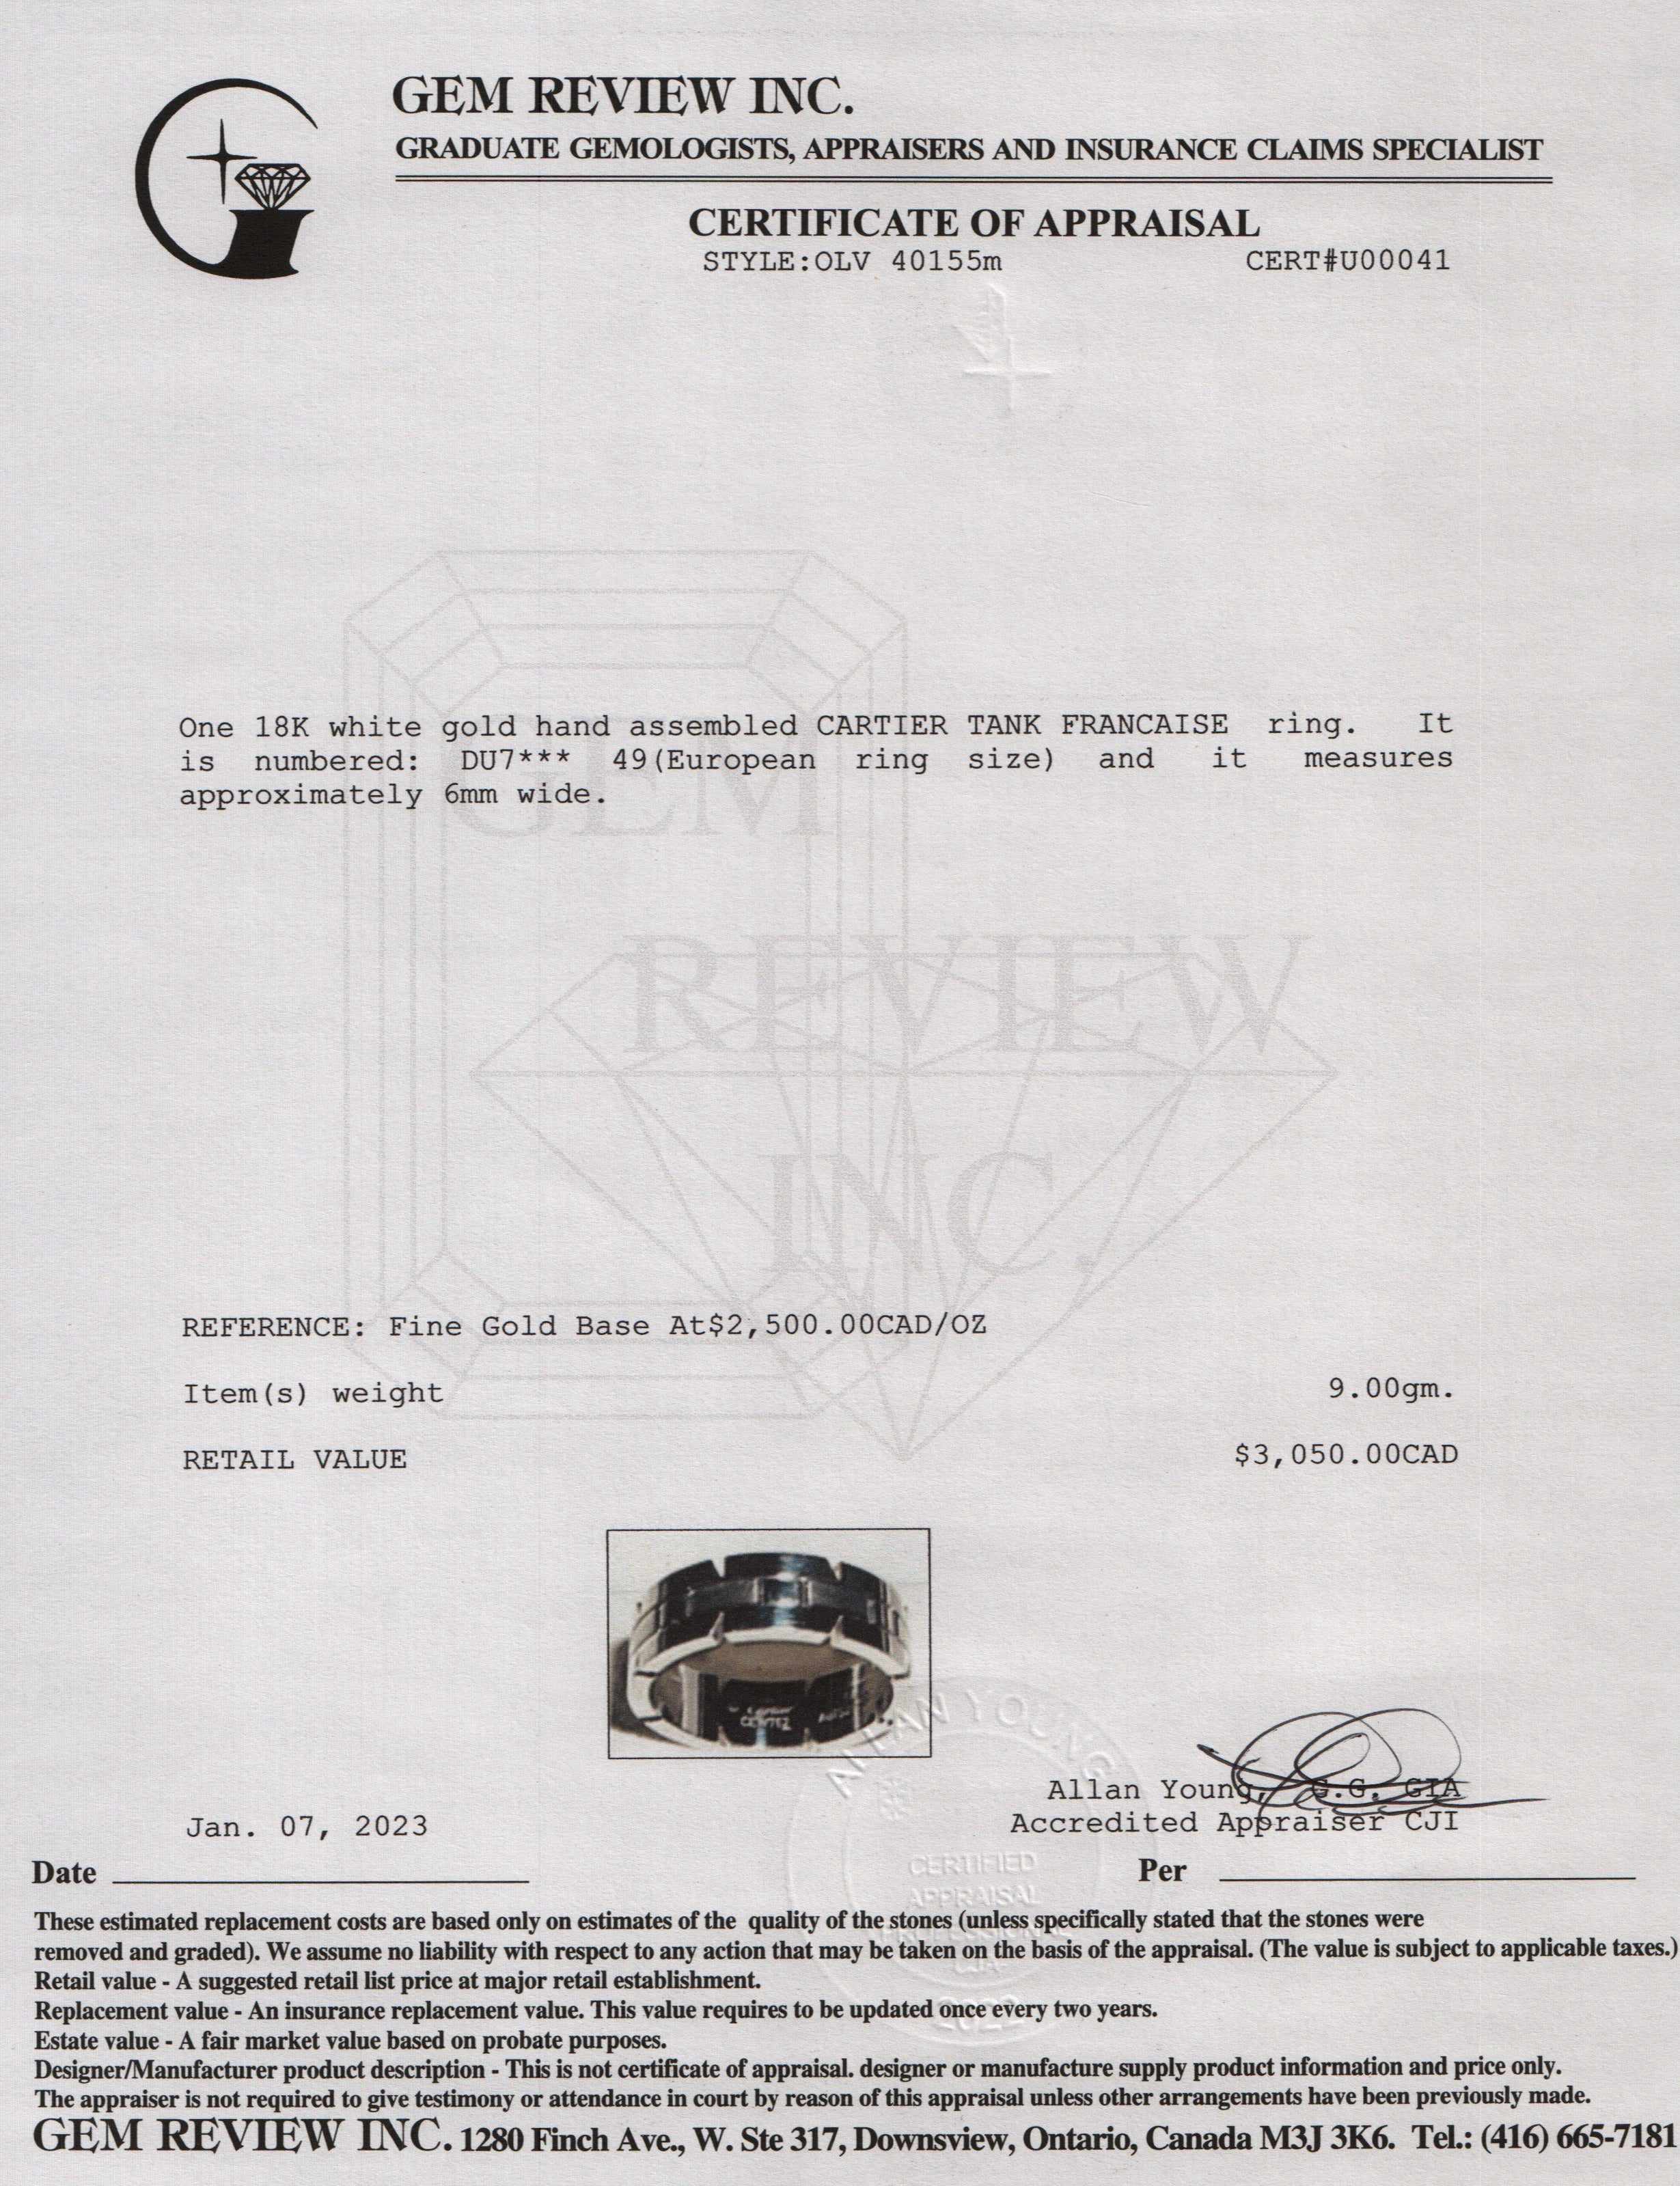 GEM REVIEW INC.
GRADUATE GEMOLOGISTS, APPRAISERS AND INSURANCE CLAIMS SPECIALIST
CERTIFICATE OF APPRAISAL
STYLE:OLV 40155m CERT#U00041
One 18K white gold hand assembled CARTIER TANK FRANCAISE ring. It
is numbered: DU7*** 49(European ring size) and it measures
approximately 6mm wide.
GEM
REVIEW
INC.
REFERENCE: Fine Gold Base At$2,500.00CAD/OZ
Item(s) weight 9.00gm.
RETAIL VALUE $3,050.00CAD
Cartier
ALLAN YOUNG
CERTIFIED
APPRAISAL
PROFESSIONAL
Allan Young, G.G. GIA
Accredited Appraiser CJI
Jan. 07, 2023
Date Per
These estimated replacement costs are based only on estimates of the quality of the stones (unless specifically stated that the stones were
removed and graded). We assume no liability with respect to any action that may be taken on the basis of the appraisal. (The value is subject to applicable taxes.)
Retail value - A suggested retail list price at major retail establishment.
Replacement value - An insurance replacement value. This value requires to be updated once every two years.
Estate value - A fair market value based on probate purposes.
Designer/Manufacturer product description - This is not certificate of appraisal. designer or manufacture supply product information and price only.
The appraiser is not required to give testimony or attendance in court by reason of this appraisal unless other arrangements have been previously made.
GEM REVIEW INC. 1280 Finch Ave., W. Ste 317, Downsview, Ontario, Canada M3J 3K6. Tel.: (416) 665-7181